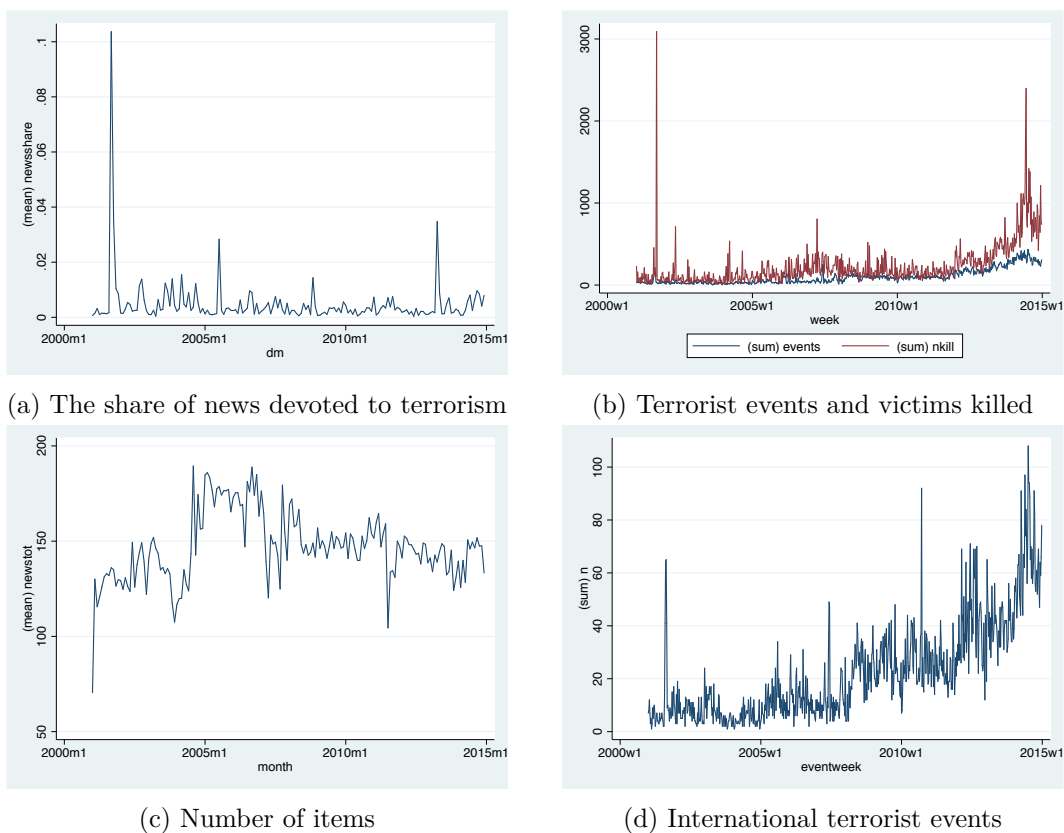 .1
.08
.06
.04
.02
0
(mean) newsshare
2000m1 2005m1 2010m1 2015m1
dm
(a) The share of news devoted to terrorism
3000
2000
1000
0
2000w1 2005w1 2010w1 2015w1
week
(sum) events (sum) nkill
(b) Terrorist events and victims killed
200
150
100
50
(mean) newstot
2000m1 2005m1 2010m1 2015m1
month
(c) Number of items
100
80
60
40
20
0
(sum) n
2000w1 2005w1 2010w1 2015w1
eventweek
(d) International terrorist events